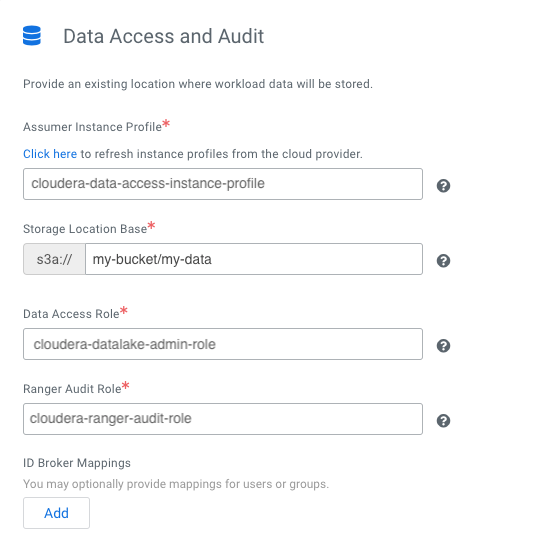 Data Access and Audit
Provide an existing location where workload data will be stored.
Assumer Instance Profile*
Click here to refresh instance profiles from the cloud provider.
cloudera-data-access-instance-profile
Storage Location Base*
s3a:// my-bucket/my-data
Data Access Role*
cloudera-datalake-admin-role
Ranger Audit Role*
cloudera-ranger-audit-role
ID Broker Mappings
You may optionally provide mappings for users or groups.
Add